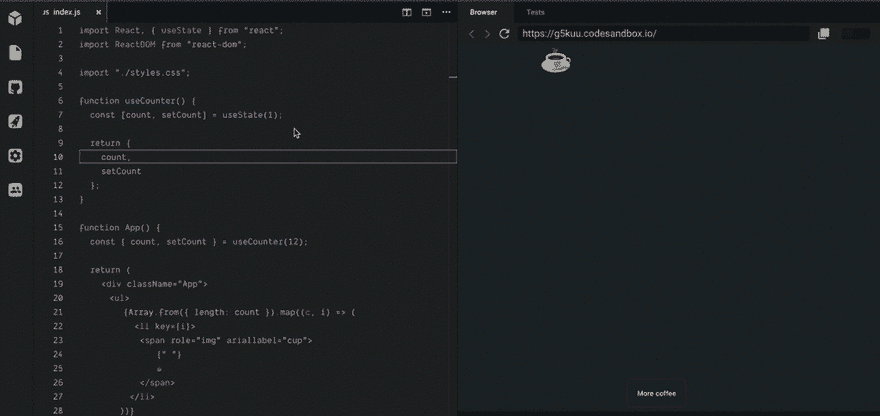 JS index.js ×
1 import React, { useState } from "react";
2 import ReactDOM from "react-dom";
3
4 import "./styles.css";
5
6 function useCounter() {
7 const [count, setCount] = useState(1);
8
9 return {
10 count,
11 setCount
12 };
13 }
14
15 function App() {
16 const { count, setCount } = useCounter(12);
17
18 return (
19 <div className="App">
20 <ul>
21 {Array.from({ length: count }).map((c, i) => (
22 <li key={i}>
23 <span role="img" ariallabel="cup">
24 {" "}
25
26 </span>
27 </li>
28 ))}
Browser Tests
https://g5kuu.codesandbox.io/
More coffee